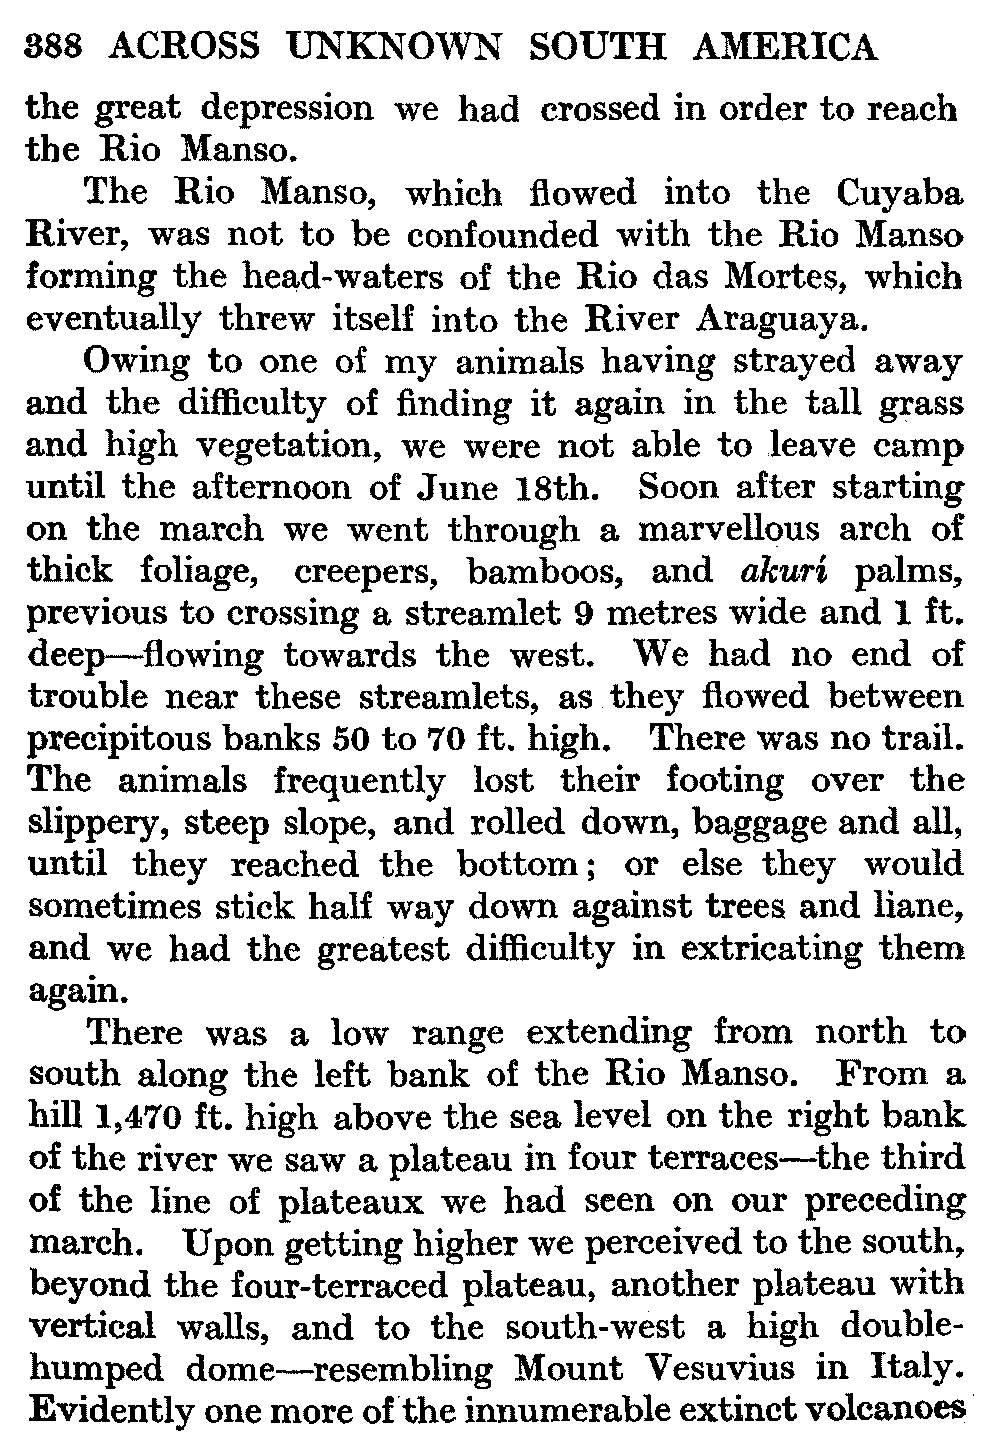 388 ACROSS UNKNOWN SOUTH AMERICA
the great depression we had crossed in order to reach
the Rio Manso.
The Rio Manso, which flowed into the Cuyaba
River, was not to be confounded with the Rio Manso
forming the head-waters of the Rio das Mortes, which
eventually threw itself into the River Araguaya.
Owing to one of my animals having strayed away
and the difficulty of finding it again in the tall grass
and high vegetation, we were not able to leave camp
until the afternoon of June 18th. Soon after starting
on the march we went through a marvellous arch of
thick foliage, creepers, bamboos, and akurí palms,
previous to crossing a streamlet 9 metres wide and 1 ft.
deep—flowing towards the west. We had no end of
trouble near these streamlets, as they flowed between
precipitous banks 50 to 70 ft. high. There was no trail.
The animals frequently lost their footing over the
slippery, steep slope, and rolled down, baggage and all,
until they reached the bottom; or else they would
sometimes stick half way down against trees and liane,
and we had the greatest difficulty in extricating them
again.
There was a low range extending from north to
south along the left bank of the Rio Manso. From a
hill 1,470 ft. high above the sea level on the right bank
of the river we saw a plateau in four terraces—the third
of the line of plateaux we had seen on our preceding
march. Upon getting higher we perceived to the south,
beyond the four-terraced plateau, another plateau with
vertical walls, and to the south-west a high double-
humped dome—resembling Mount Vesuvius in Italy.
Evidently one more of the innumerable extinct volcanoes